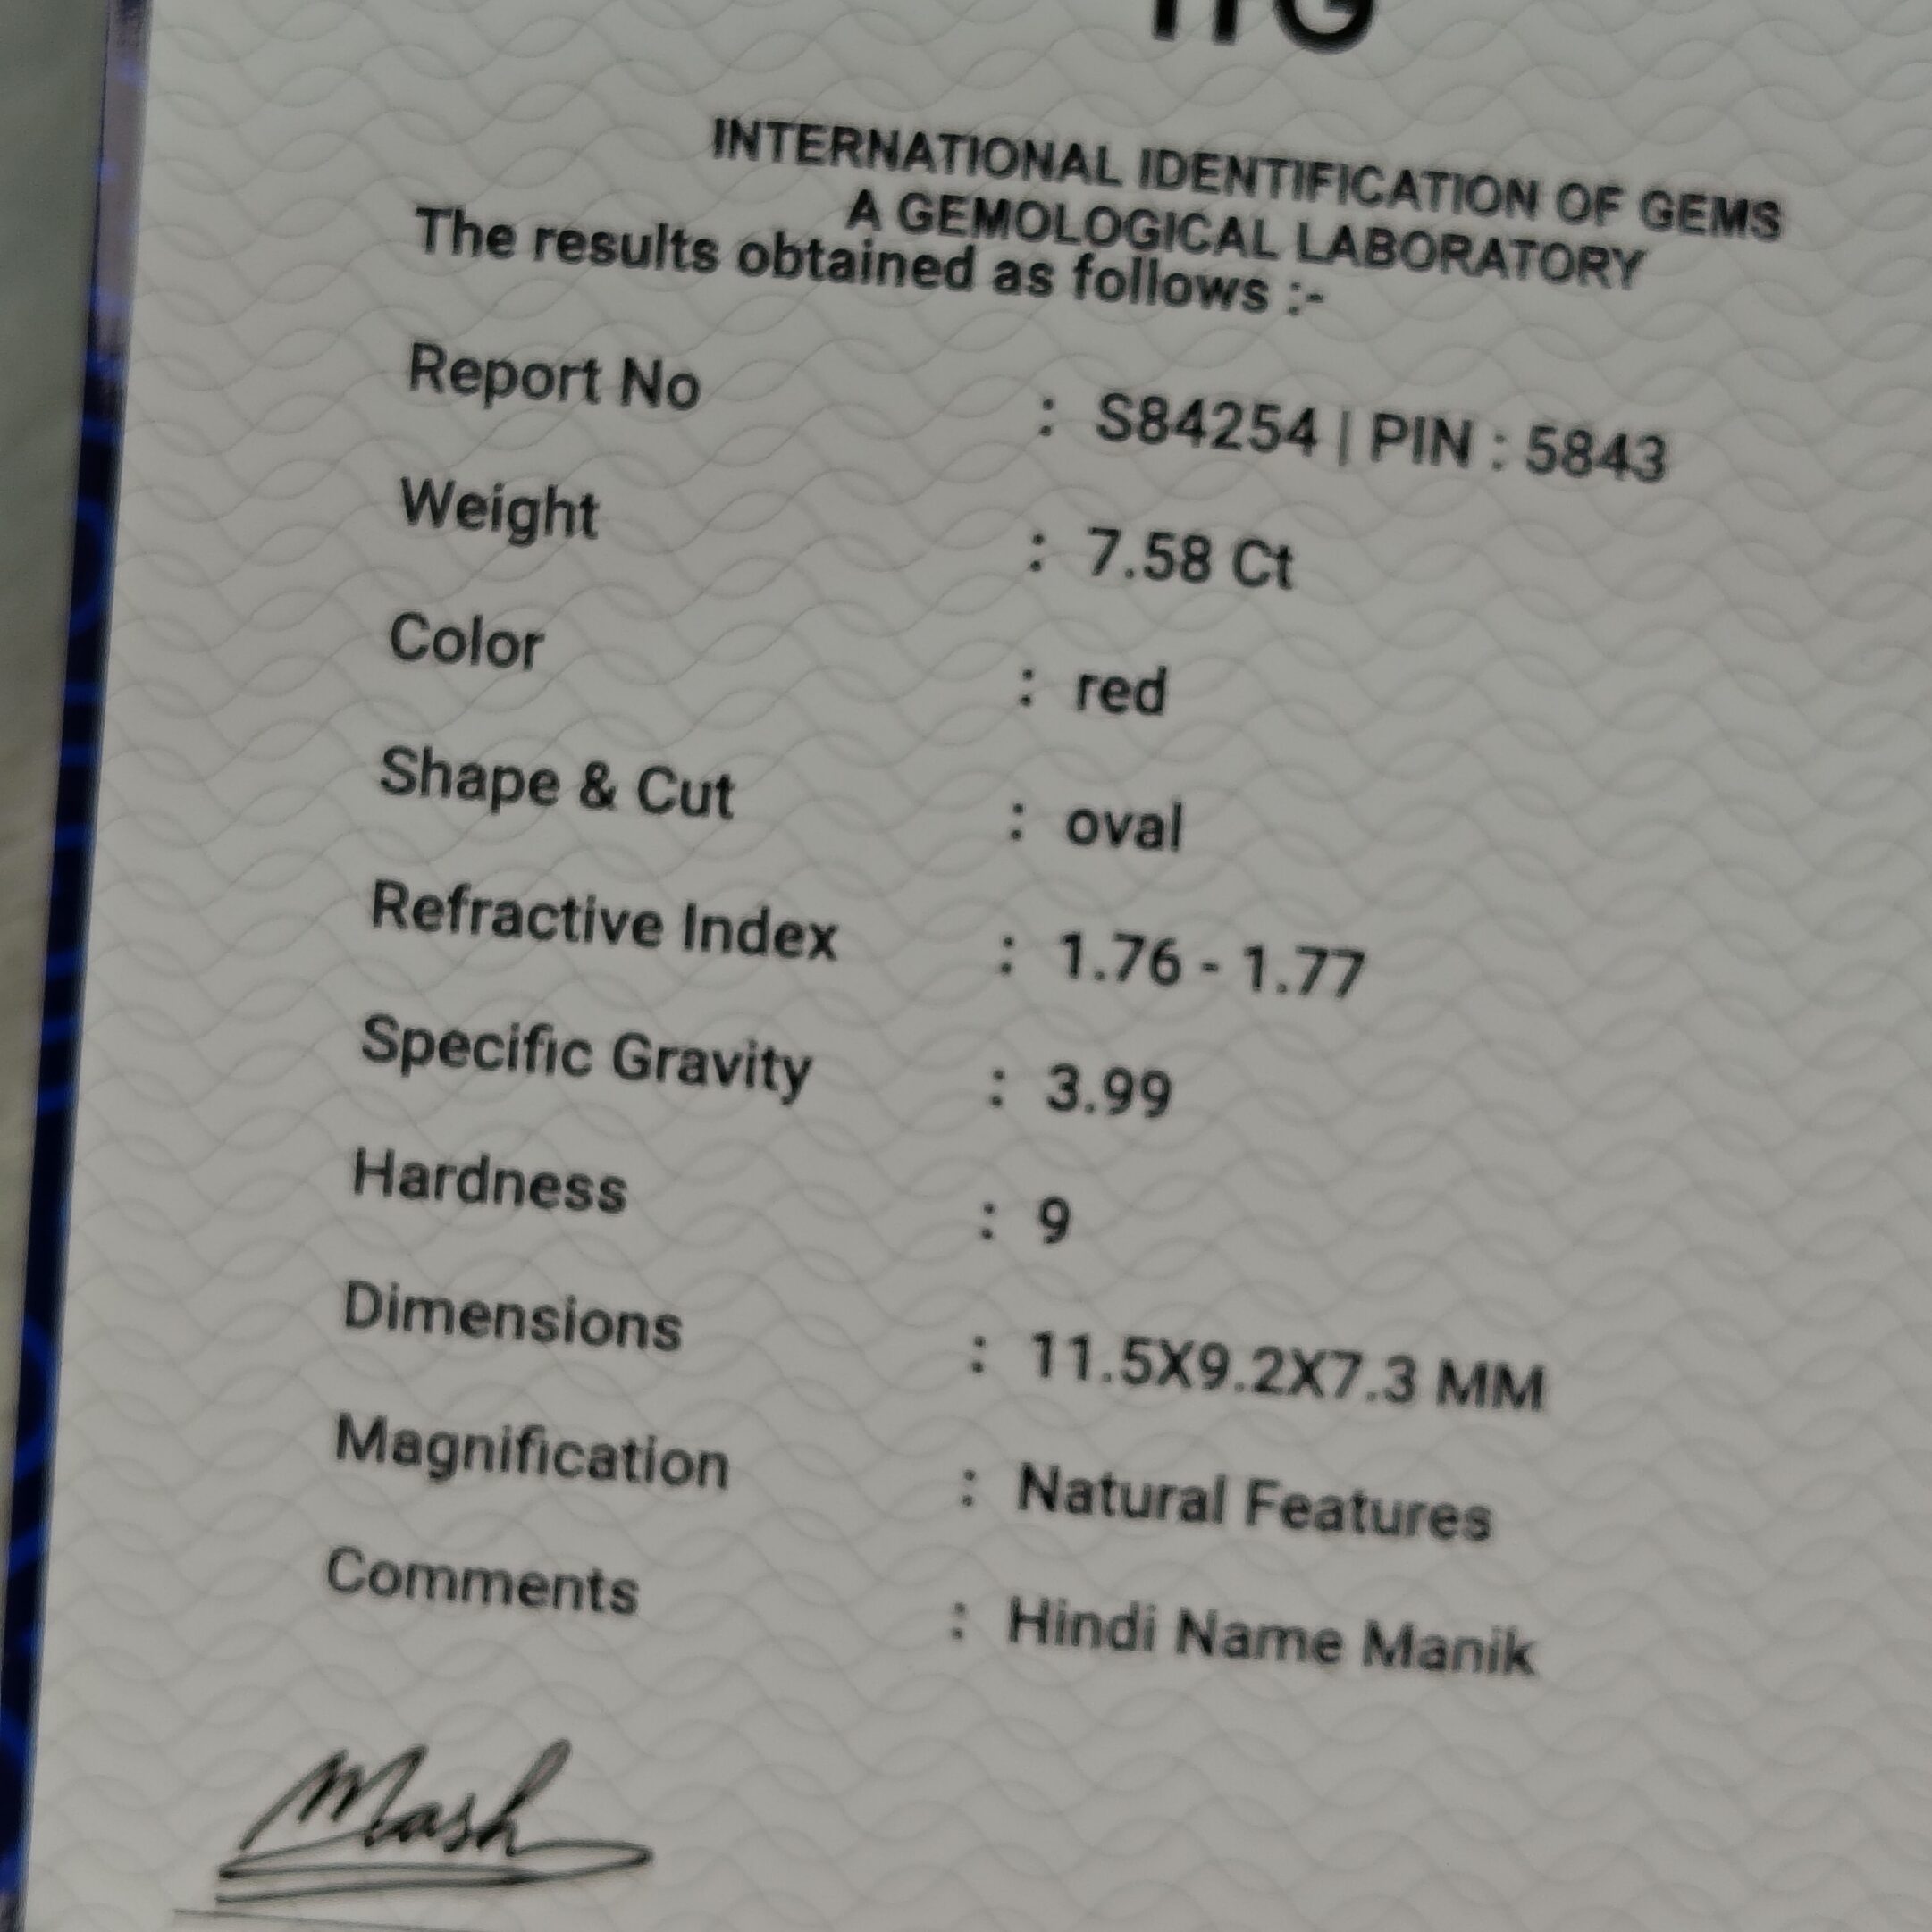 INTERNATIONAL IDENTIFICATION OF GEMS
A GEMOLOGICAL LABORATORY
The results obtained as follows :-
Report No : S84254 | PIN : 5843
Weight : 7.58 Ct
Color : red
Shape & Cut : oval
Refractive Index : 1.76 - 1.77
Specific Gravity : 3.99
Hardness : 9
Dimensions : 11.5X9.2X7.3 MM
Magnification : Natural Features
Comments : Hindi Name Manik
Mash